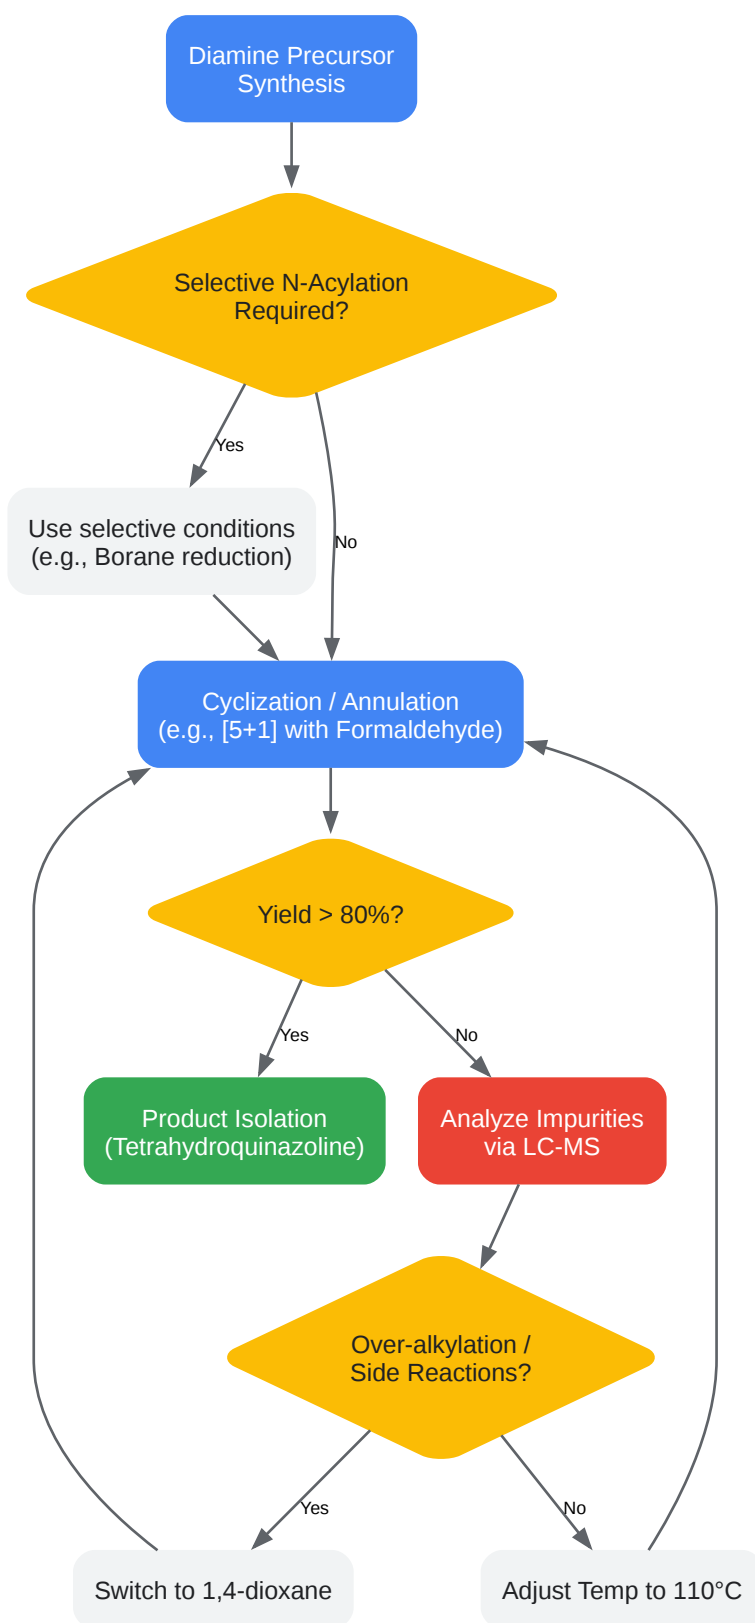 Diamine Precursor
Synthesis
Selective N-Acylation
Required?
Yes
Use selective conditions
(e.g., Borane reduction)
No
Cyclization / Annulation
(e.g., [5+1] with Formaldehyde)
Yield > 80%?
Yes
No
Product Isolation
(Tetrahydroquinazoline)
Analyze Impurities
via LC-MS
Over-alkylation /
Side Reactions?
Yes
No
Switch to 1,4-dioxane
Adjust Temp to 110°C